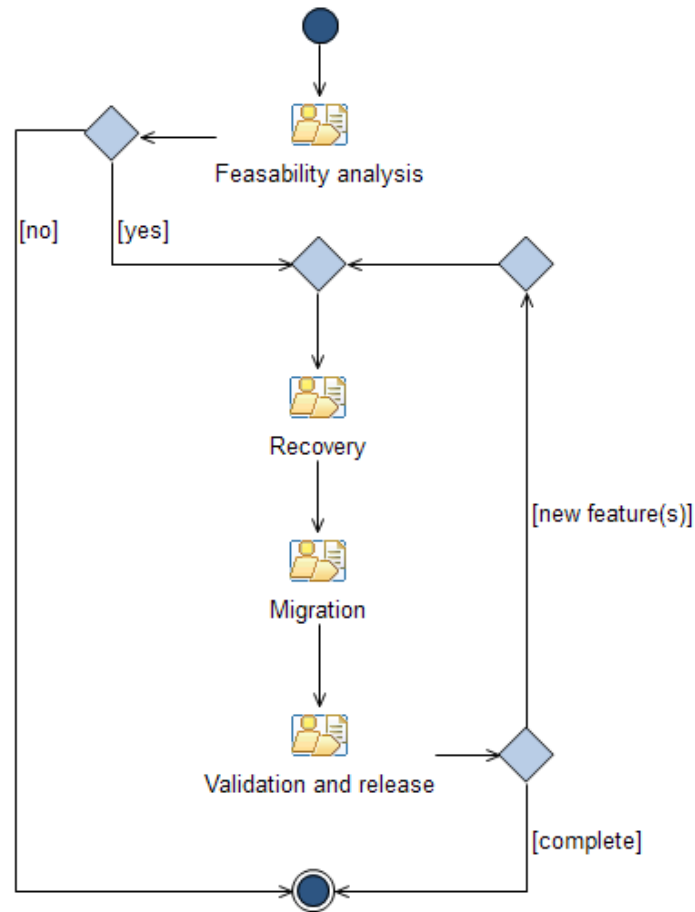 Feasability analysis
[no]
[yes]
Recovery
[new feature(s)]
Migration
Validation and release
[complete]